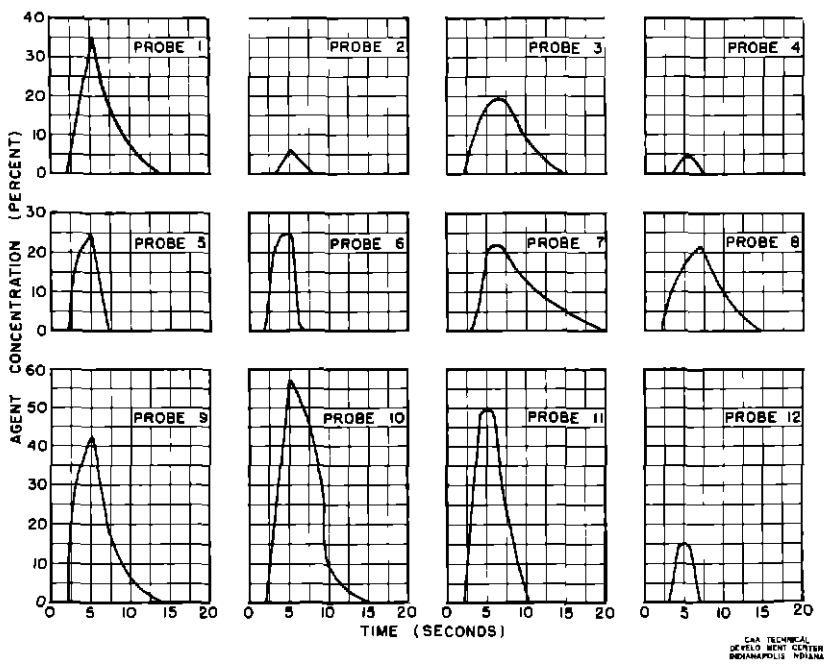 AGENT CONCENTRATION (PERCENT)
40
30
20
10
0
PROBE 1
PROBE 2
PROBE 3
PROBE 4
30
20
10
0
PROBE 5
PROBE 6
PROBE 7
PROBE 8
60
50
40
30
20
10
0
PROBE 9
PROBE 10
PROBE 11
PROBE 12
0 5 10 15 20
0 5 10 15 20
0 5 10 15 20
0 5 10 15 20
TIME (SECONDS)
CAA TECHNICAL
DEVELO MENT CENTER
INDIANAPOLIS NDIANA